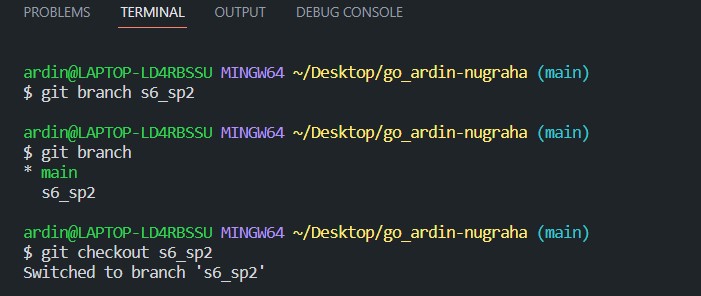 PROBLEMS TERMINAL OUTPUT DEBUG CONSOLE
ardin@LAPTOP-LD4RBSSU MINGW64 ~/Desktop/go_ardin-nugraha (main)
$ git branch s6_sp2
ardin@LAPTOP-LD4RBSSU MINGW64 ~/Desktop/go_ardin-nugraha (main)
$ git branch
* main
  s6_sp2
ardin@LAPTOP-LD4RBSSU MINGW64 ~/Desktop/go_ardin-nugraha (main)
$ git checkout s6_sp2
Switched to branch 's6_sp2'